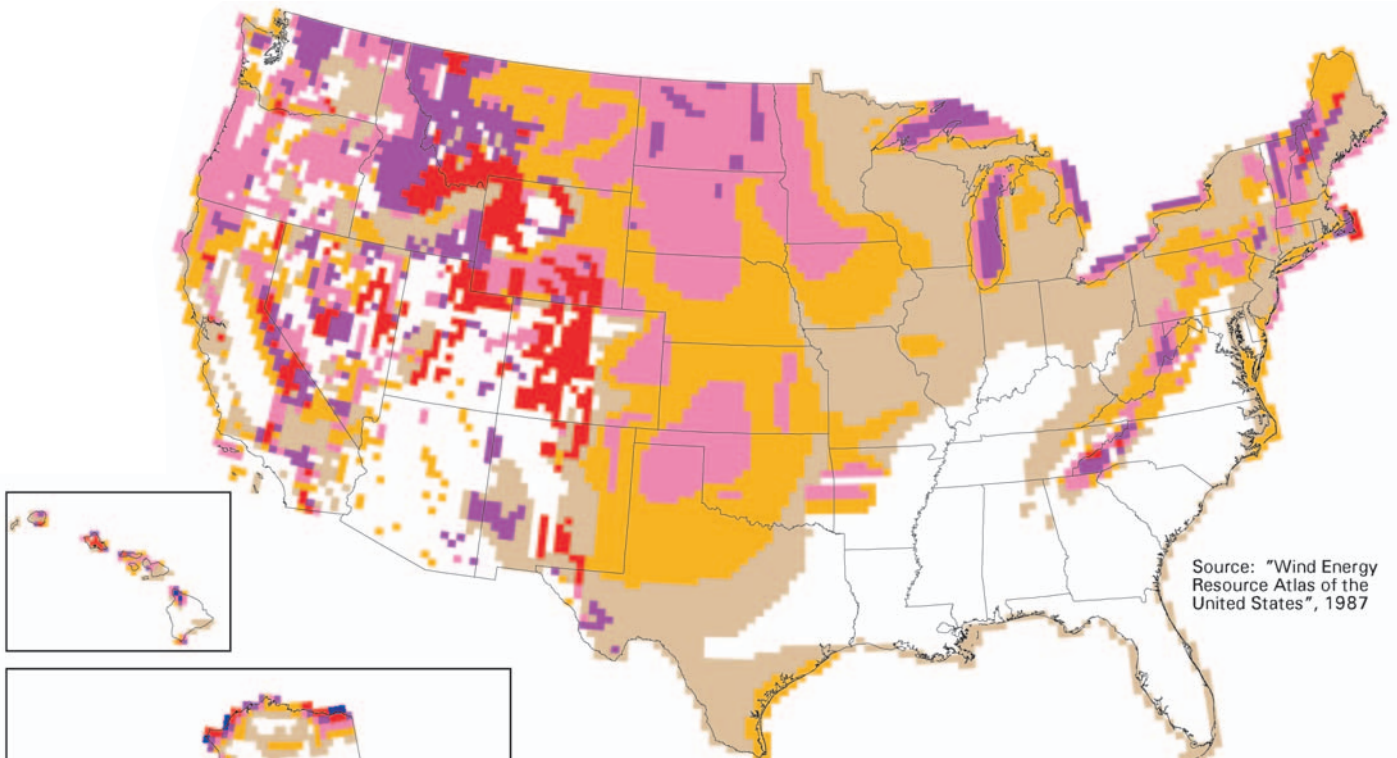 Source: "Wind Energy
Resource Atlas of the
United States", 1987